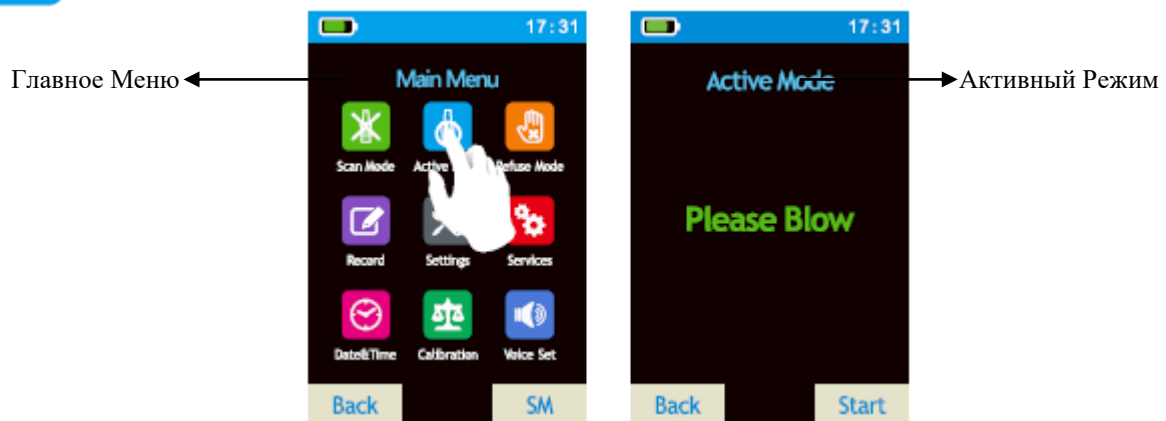 17:31
17:31
Главное Меню
Main Menu
Active Mode
Активный Режим
Scan Mode
Active
Refuse Mode
Please Blow
Record
Settings
Services
Date&Time
Calibration
Voice Set
Back
SM
Back
Start